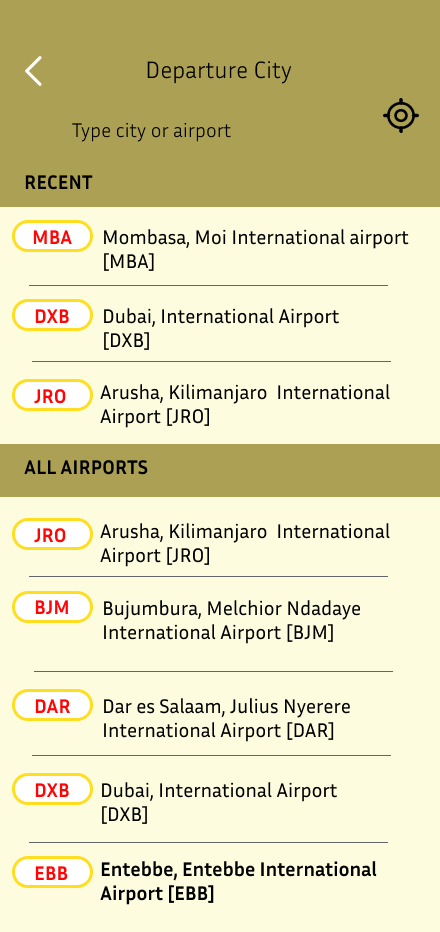 Departure City
Type city or airport
RECENT
MBA Mombasa, Moi International airport
[MBA]
DXB Dubai, International Airport
[DXB]
JRO Arusha, Kilimanjaro  International
Airport [JRO]
ALL AIRPORTS
JRO Arusha, Kilimanjaro  International
Airport [JRO]
BJM Bujumbura, Melchior Ndadaye
International Airport [BJM]
DAR Dar es Salaam, Julius Nyerere
International Airport [DAR]
DXB Dubai, International Airport
[DXB]
EBB Entebbe, Entebbe International
Airport [EBB]